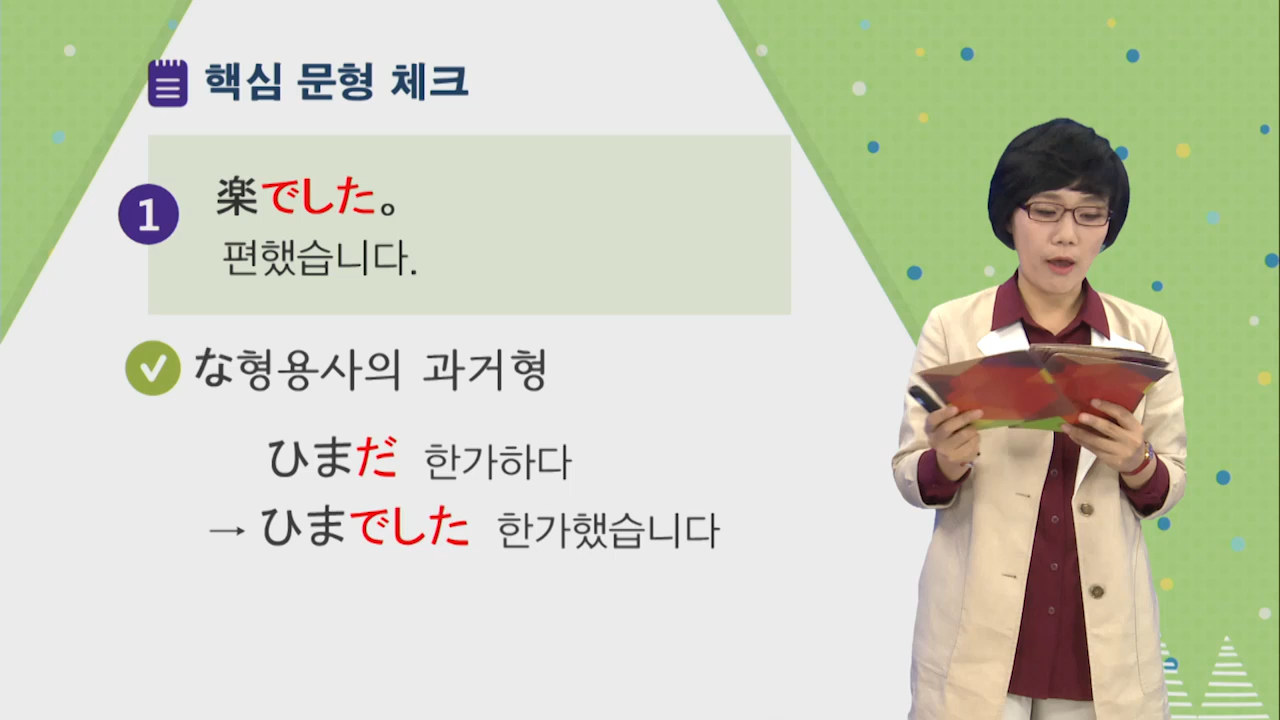 핵심 문형 체크
1
楽でした。
편했습니다.
な형용사의 과거형
ひまだ 한가하다
→ ひまでした 한가했습니다